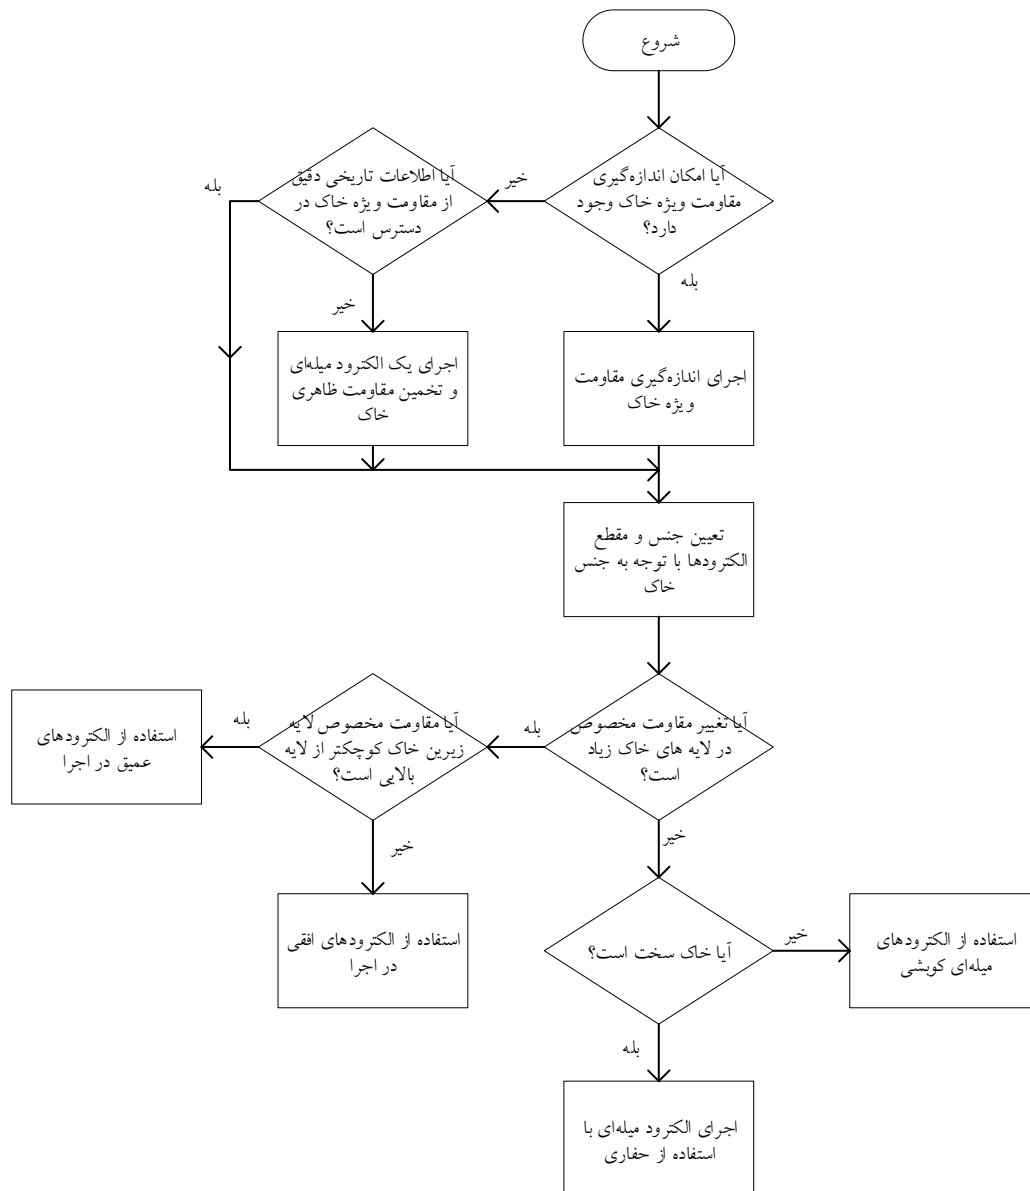 شروع
آیا امکان اندازه‌گیری
مقاومت ویژه خاک وجود
دارد؟
خیر
آیا اطلاعات تاریخی دقیق
از مقاومت ویژه خاک در
دسترس است؟
بله
بله
خیر
اجرای اندازه‌گیری مقاومت
ویژه خاک
اجرای یک الکترود میله‌ای
و تخمین مقاومت ظاهری
خاک
تعیین جنس و مقطع
الکترودها با توجه به جنس
خاک
آیا تغییر مقاومت مخصوص
در لایه های خاک زیاد
است؟
بله
آیا مقاومت مخصوص لایه
زیرین خاک کوچکتر از لایه
بالایی است؟
بله
استفاده از الکترودهای
عمیق در اجرا
خیر
خیر
استفاده از الکترودهای افقی
در اجرا
آیا خاک سخت است؟
خیر
استفاده از الکترودهای
میله‌ای کوبشی
بله
اجرای الکترود میله‌ای با
استفاده از حفاری